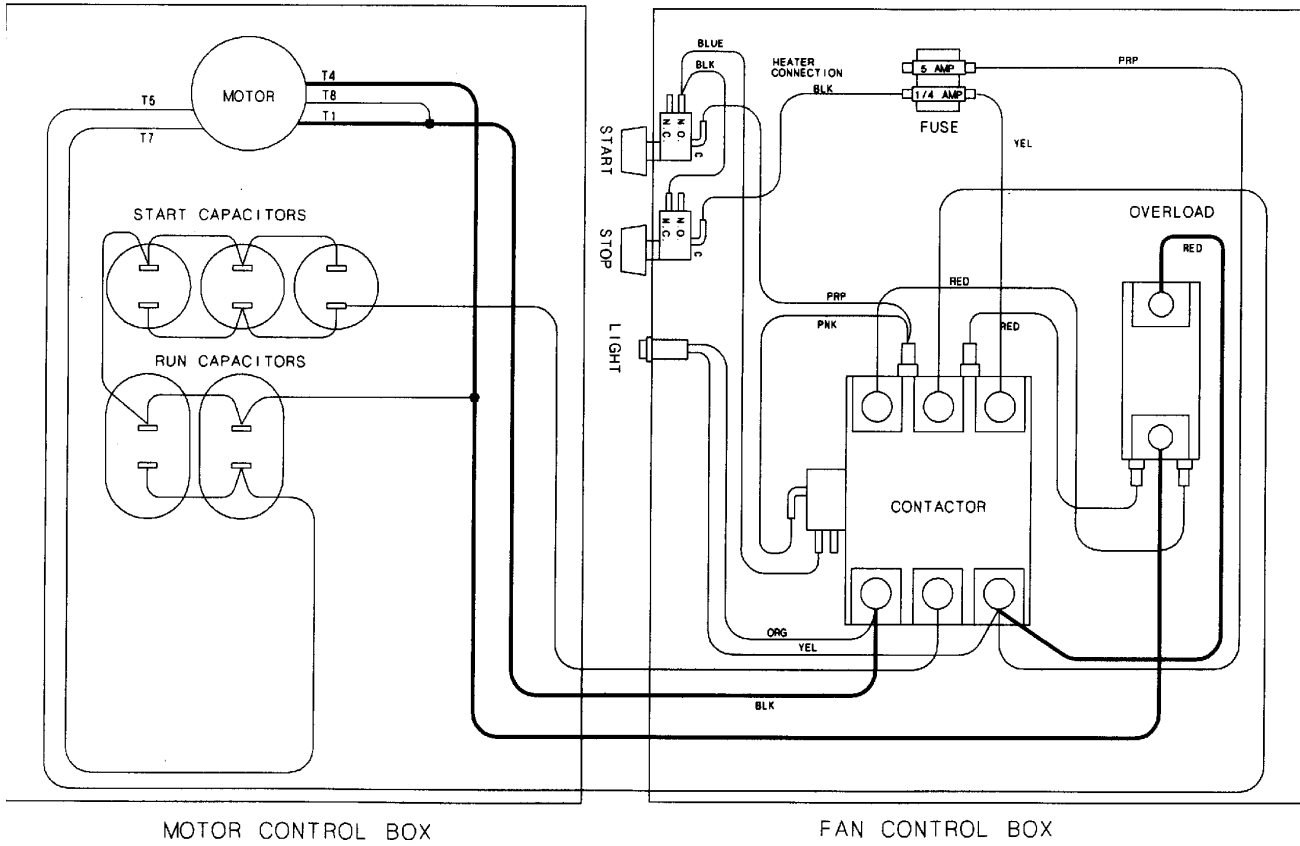 BLUE
BLK
HEATER
CONNECTION
BLK
5 AMP
1/4 AMP
FUSE
PRP
YEL
T4
T8
T1
T5
T7
MOTOR
START
N.C.
N.O.
C
STOP
N.C.
N.O.
C
START CAPACITORS
OVERLOAD
RED
RED
PRP
PNK
RED
LIGHT
RUN CAPACITORS
CONTACTOR
ORG
YEL
BLK
MOTOR CONTROL BOX
FAN CONTROL BOX